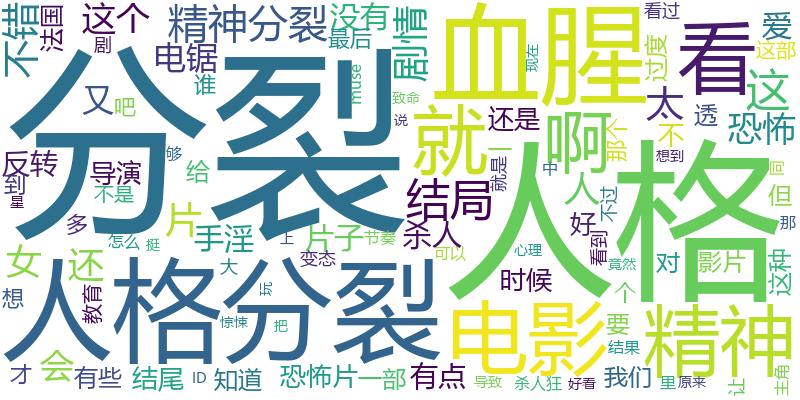 不错
法国
剧
这个
精神分裂
没有
最后
电锯
剧情
谁
muse
又
吧
分裂
血腥
现在
致命
说
看过
过度
看
爱
这部
这
太
不
透
恐怖
还是
那个
想到
就
啊
一
就是
中
人
不过
同
但
那
反转
到
星
导演
不是
够
给
多
怎么
挺
片
手淫
上
片子
节奏
结局
杀人
好
看到
可以
心理
竟然
人格
对
影片
这种
女
还
想
教育
人格分裂
大
变态
玩
惊悚
把
时候
个
电影
要
结果
精神
才
会
有些
结尾
ID
知道
恐怖片
一部
有点
导致
杀人狂
好看
我们
里
原来
让
主角